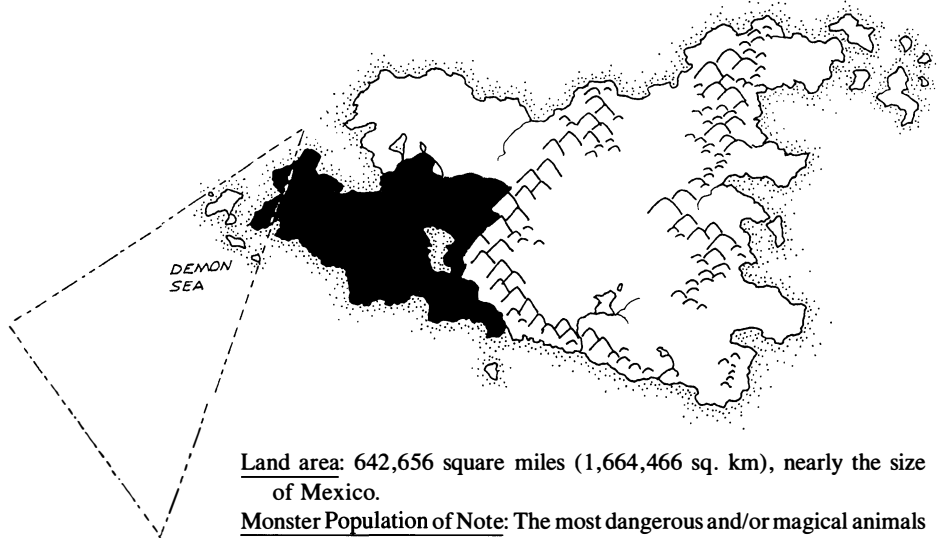 DEMON
SEA
Land area: 642,656 square miles (1,664,466 sq. km), nearly the size
of Mexico.
Monster Population of Note: The most dangerous and/or magical animals